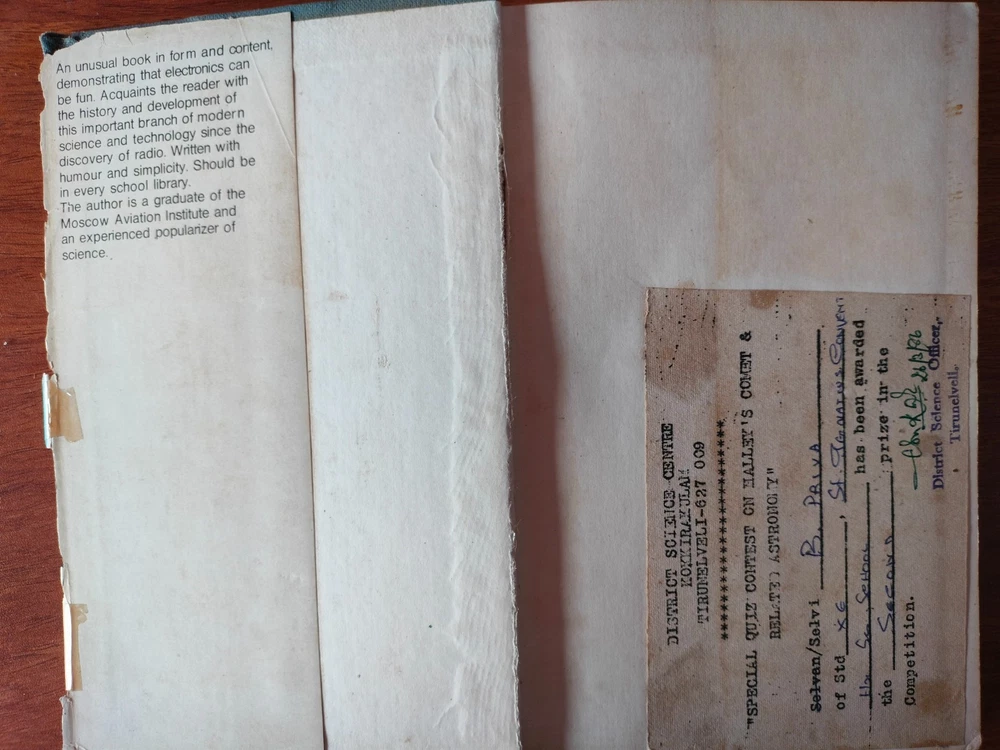 An unusual book in form and content,
demonstrating that electronics can
be fun. Acquaints the reader with
the history and development of
this important branch of modern
science and technology since the
discovery of radio. Written with
humour and simplicity. Should be
in every school library.
The author is a graduate of the
Moscow Aviation Institute and
an experienced popularizer of
science.
DISTRICT SCIENCE CENTRE
KOKKIRAKULAM
TIRUNELVELI-627 009
**********************
"SPECIAL QUIZ CONTEST ON HALLEY'S COMET &
RELATED ASTRONOMY"
Selvan/Selvi B. PRIYA
of Std XG, St. IGNATIUS CONVENT
Hr. Sec. SCHOOL has been awarded
the SECOND prize in the
Competition.
26/2/86
District Science Officer,
Tirunelveli.